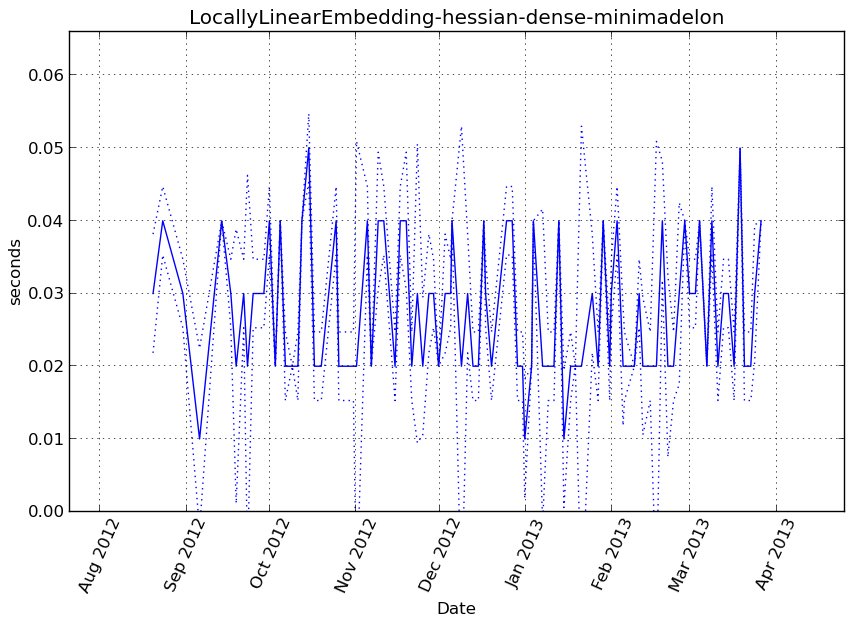 LocallyLinearEmbedding-hessian-dense-minimadelon
0.06
0.05
0.04
0.03
0.02
0.01
0.00
seconds
Aug 2012
Sep 2012
Oct 2012
Nov 2012
Dec 2012
Jan 2013
Feb 2013
Mar 2013
Apr 2013
Date